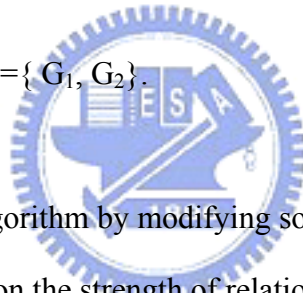 ={ G₁, G₂}.
E S A
gorithm by modifying so
on the strength of relatio